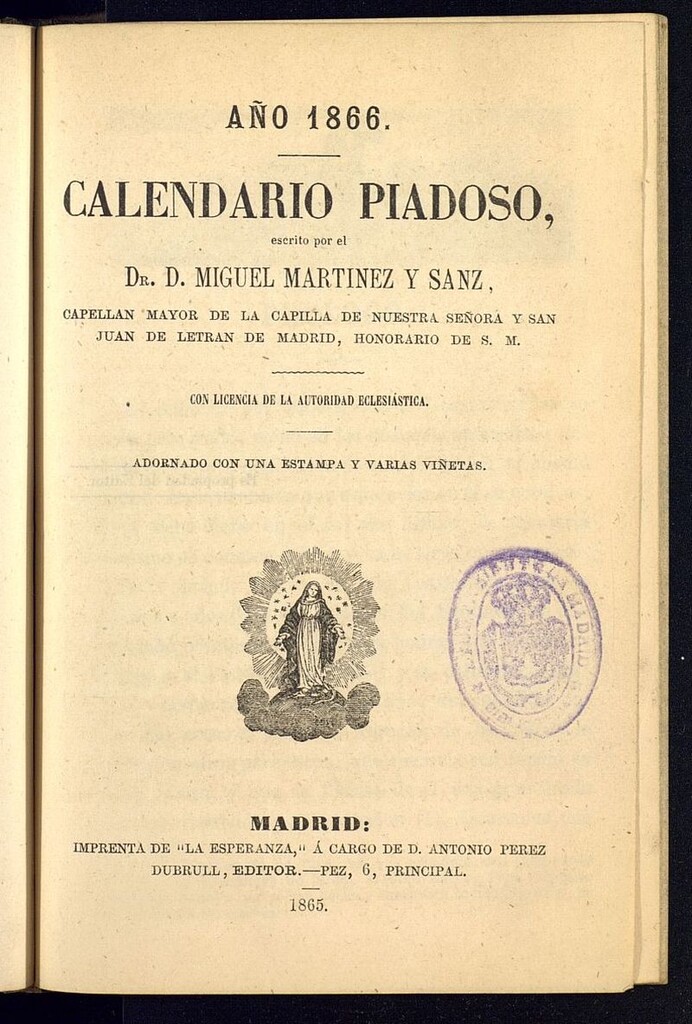 AÑO 1866.
CALENDARIO PIADOSO,
escrito por el
DR. D. MIGUEL MARTINEZ Y SANZ,
CAPELLAN MAYOR DE LA CAPILLA DE NUESTRA SEÑORA Y SAN
JUAN DE LETRAN DE MADRID, HONORARIO DE S. M.
CON LICENCIA DE LA AUTORIDAD ECLESIÁSTICA.
ADORNADO CON UNA ESTAMPA Y VARIAS VIÑETAS.
MADRID
MADRID:
IMPRENTA DE "LA ESPERANZA," Á CARGO DE D. ANTONIO PEREZ
DUBRULL, EDITOR.—PEZ, 6, PRINCIPAL.
1865.